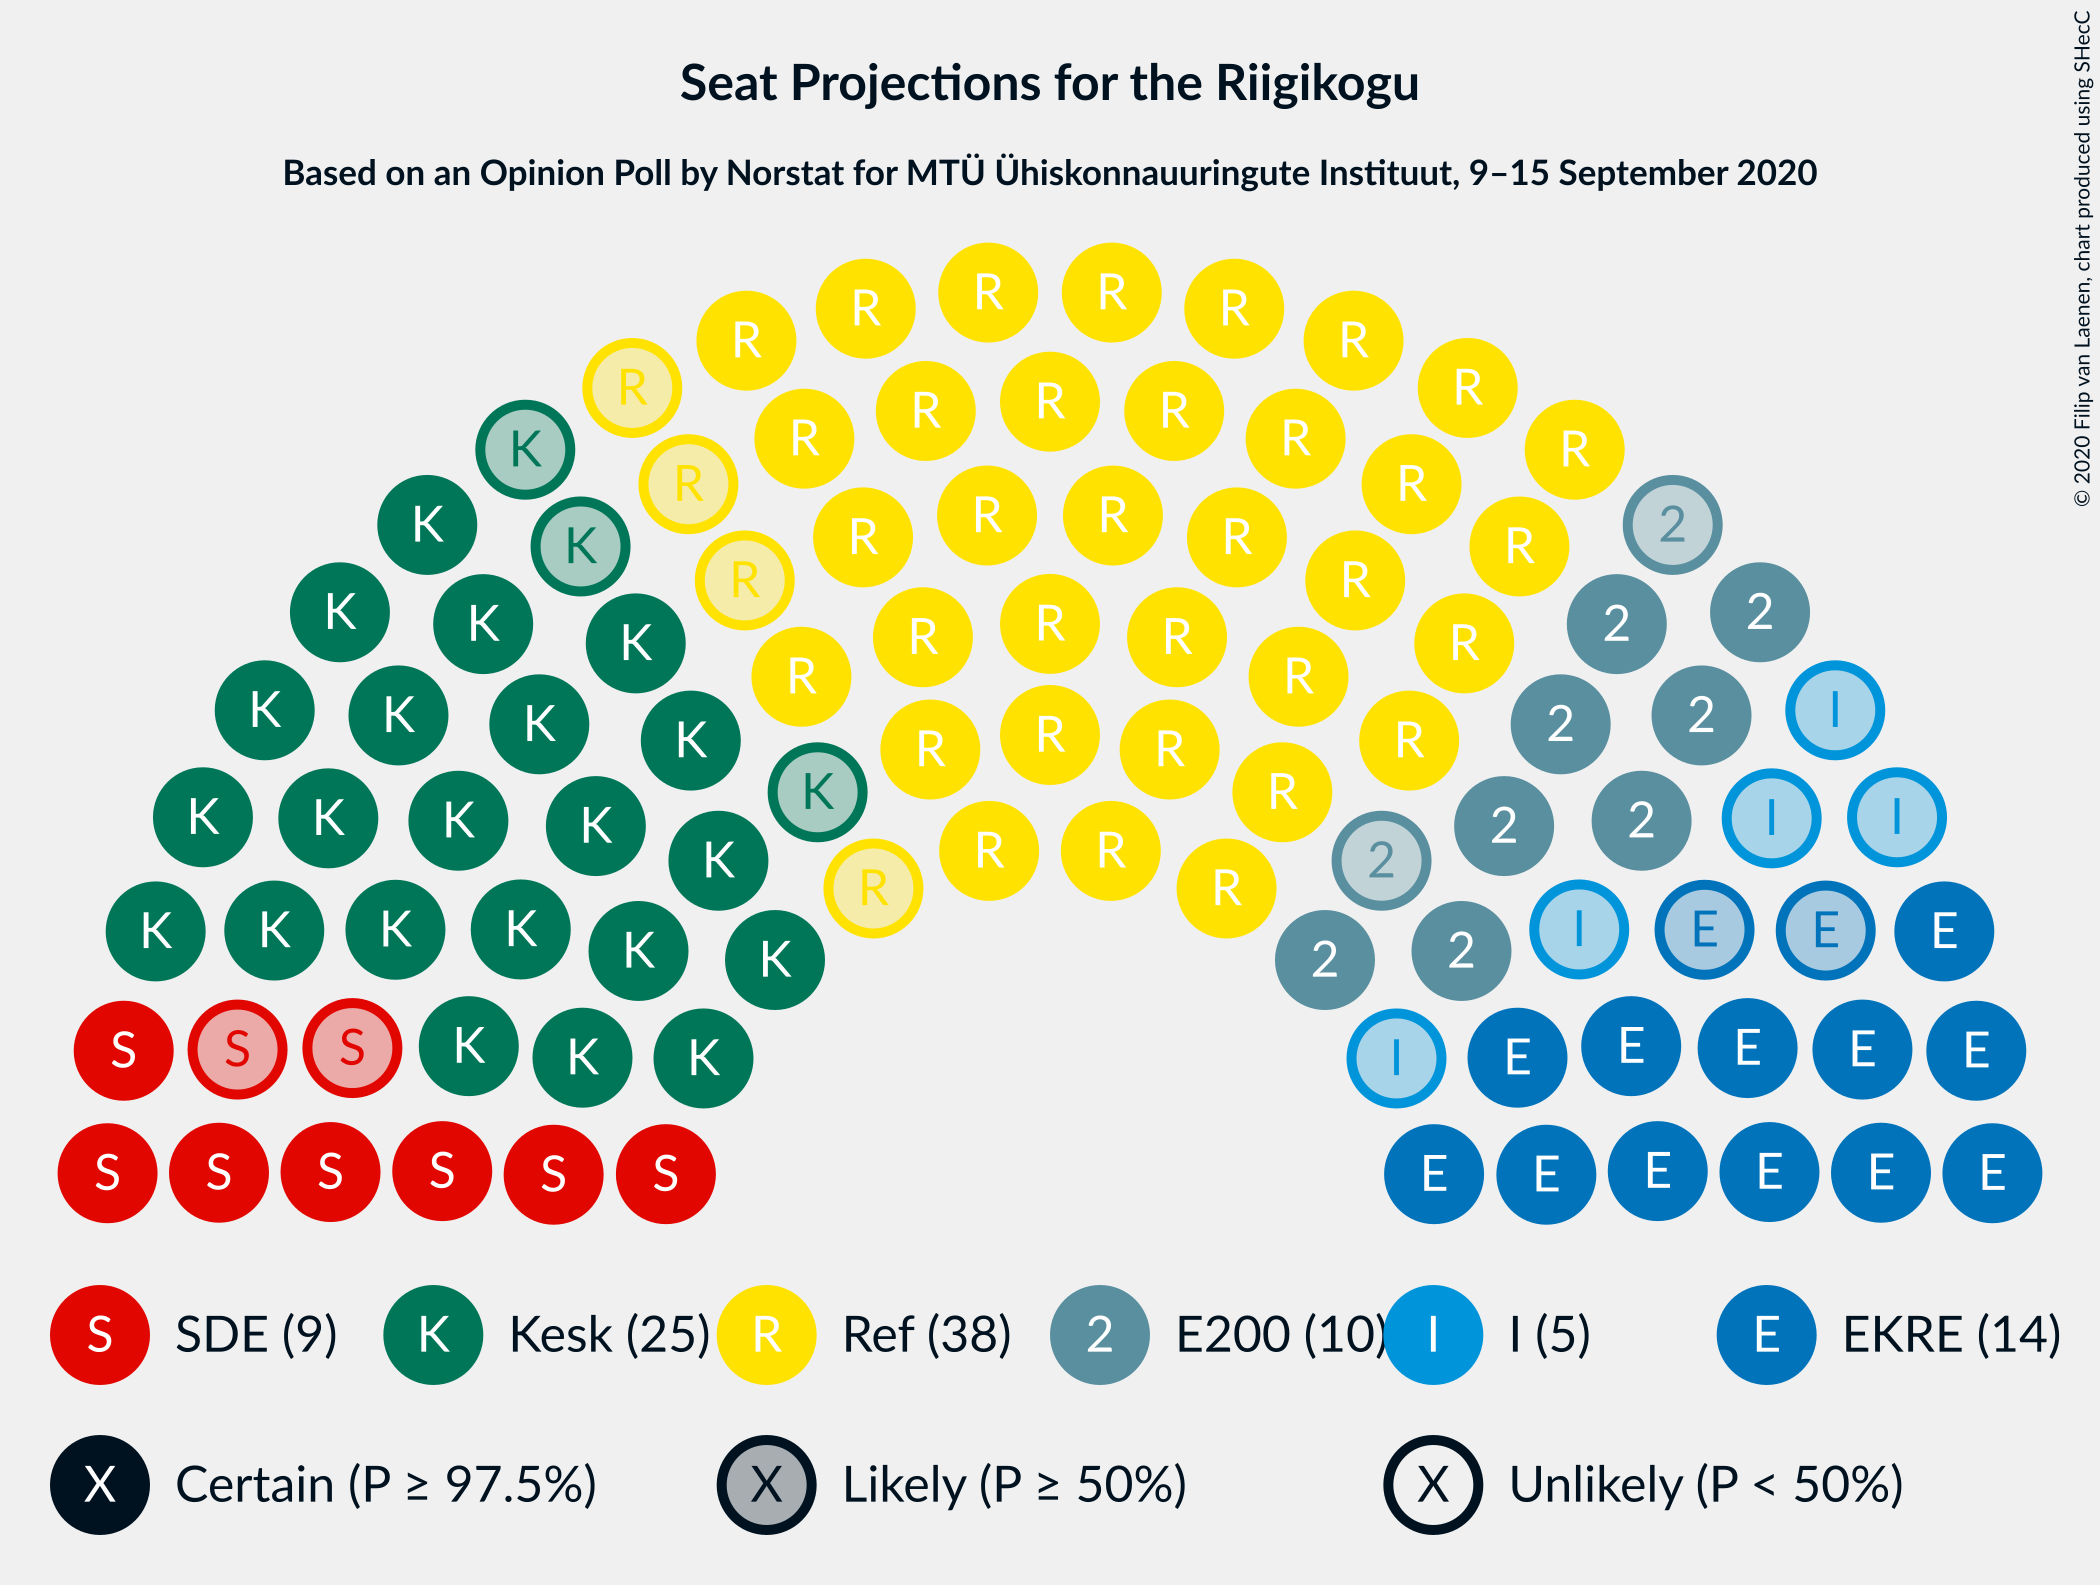 Seat Projections for the Riigikogu
Based on an Opinion Poll by Norstat for MTÜ Ühiskonnauuringute Instituut, 9–15 September 2020
© 2020 Filip van Laenen, chart produced using SHecC
R R R R
R R R R
R R R R R R
K R R R R R
K R R R R 2
K R R R R R
K R R R 2 2
K K R R R R R
K K R R R 2 2
K K K R R 2 2 I
K K K R R R R
K K K K K R 2 2 I I
K R R 2
K K K K R R E E E
K K K K I 2 2
S S S K K K I E E E E E
S S S S S S E E E E E E
S SDE (9) K Kesk (25) R Ref (38) 2 E200 (10) I I (5) E EKRE (14)
X Certain (P ≥ 97.5%) X Likely (P ≥ 50%) X Unlikely (P < 50%)